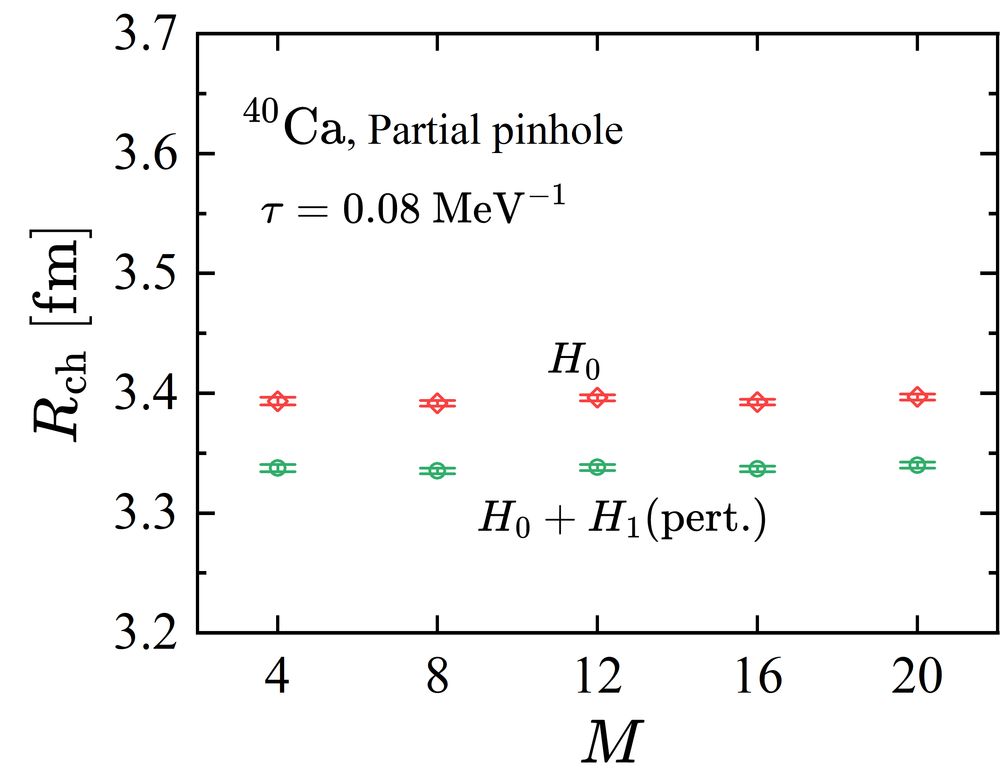 3.7
3.6
3.5
3.4
3.3
3.2
R_ch [fm]
⁴⁰Ca, Partial pinhole
τ = 0.08 MeV⁻¹
H₀
H₀ + H₁(pert.)
4 8 12 16 20
M